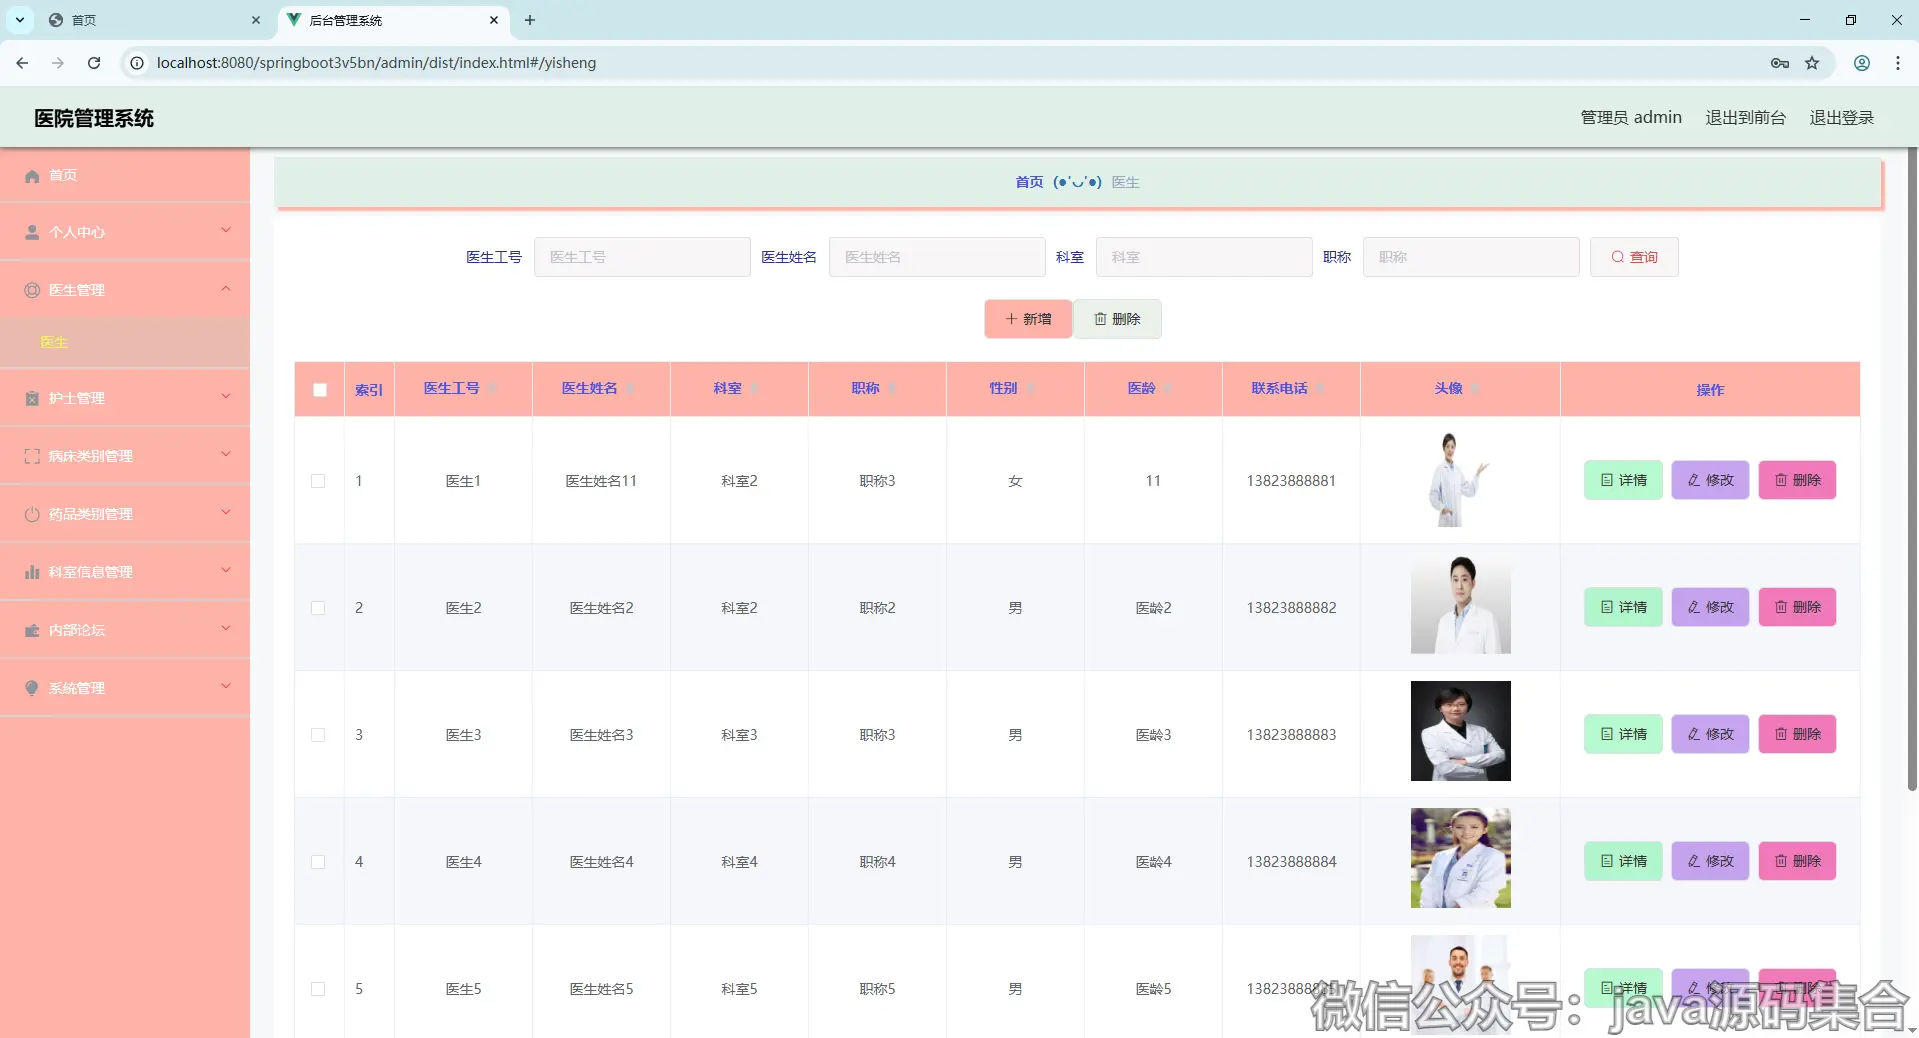 首页
后台管理系统
localhost:8080/springboot3v5bn/admin/dist/index.html#/yisheng
医院管理系统
管理员 admin 退出到前台 退出登录
首页
个人中心
医生管理
医生
护士管理
病床类别管理
药品类别管理
科室信息管理
内部论坛
系统管理
首页 (●'◡'●) 医生
医生工号 医生工号 医生姓名 医生姓名 科室 科室 职称 职称 查询
新增 删除
索引 医生工号 医生姓名 科室 职称 性别 医龄 联系电话 头像 操作
1 医生1 医生姓名11 科室2 职称3 女 11 13823888881 详情 修改 删除
2 医生2 医生姓名2 科室2 职称2 男 医龄2 13823888882 详情 修改 删除
3 医生3 医生姓名3 科室3 职称3 男 医龄3 13823888883 详情 修改 删除
4 医生4 医生姓名4 科室4 职称4 男 医龄4 13823888884 详情 修改 删除
5 医生5 医生姓名5 科室5 职称5 男 医龄5 详情 修改 删除
微信公众号：java源码集合